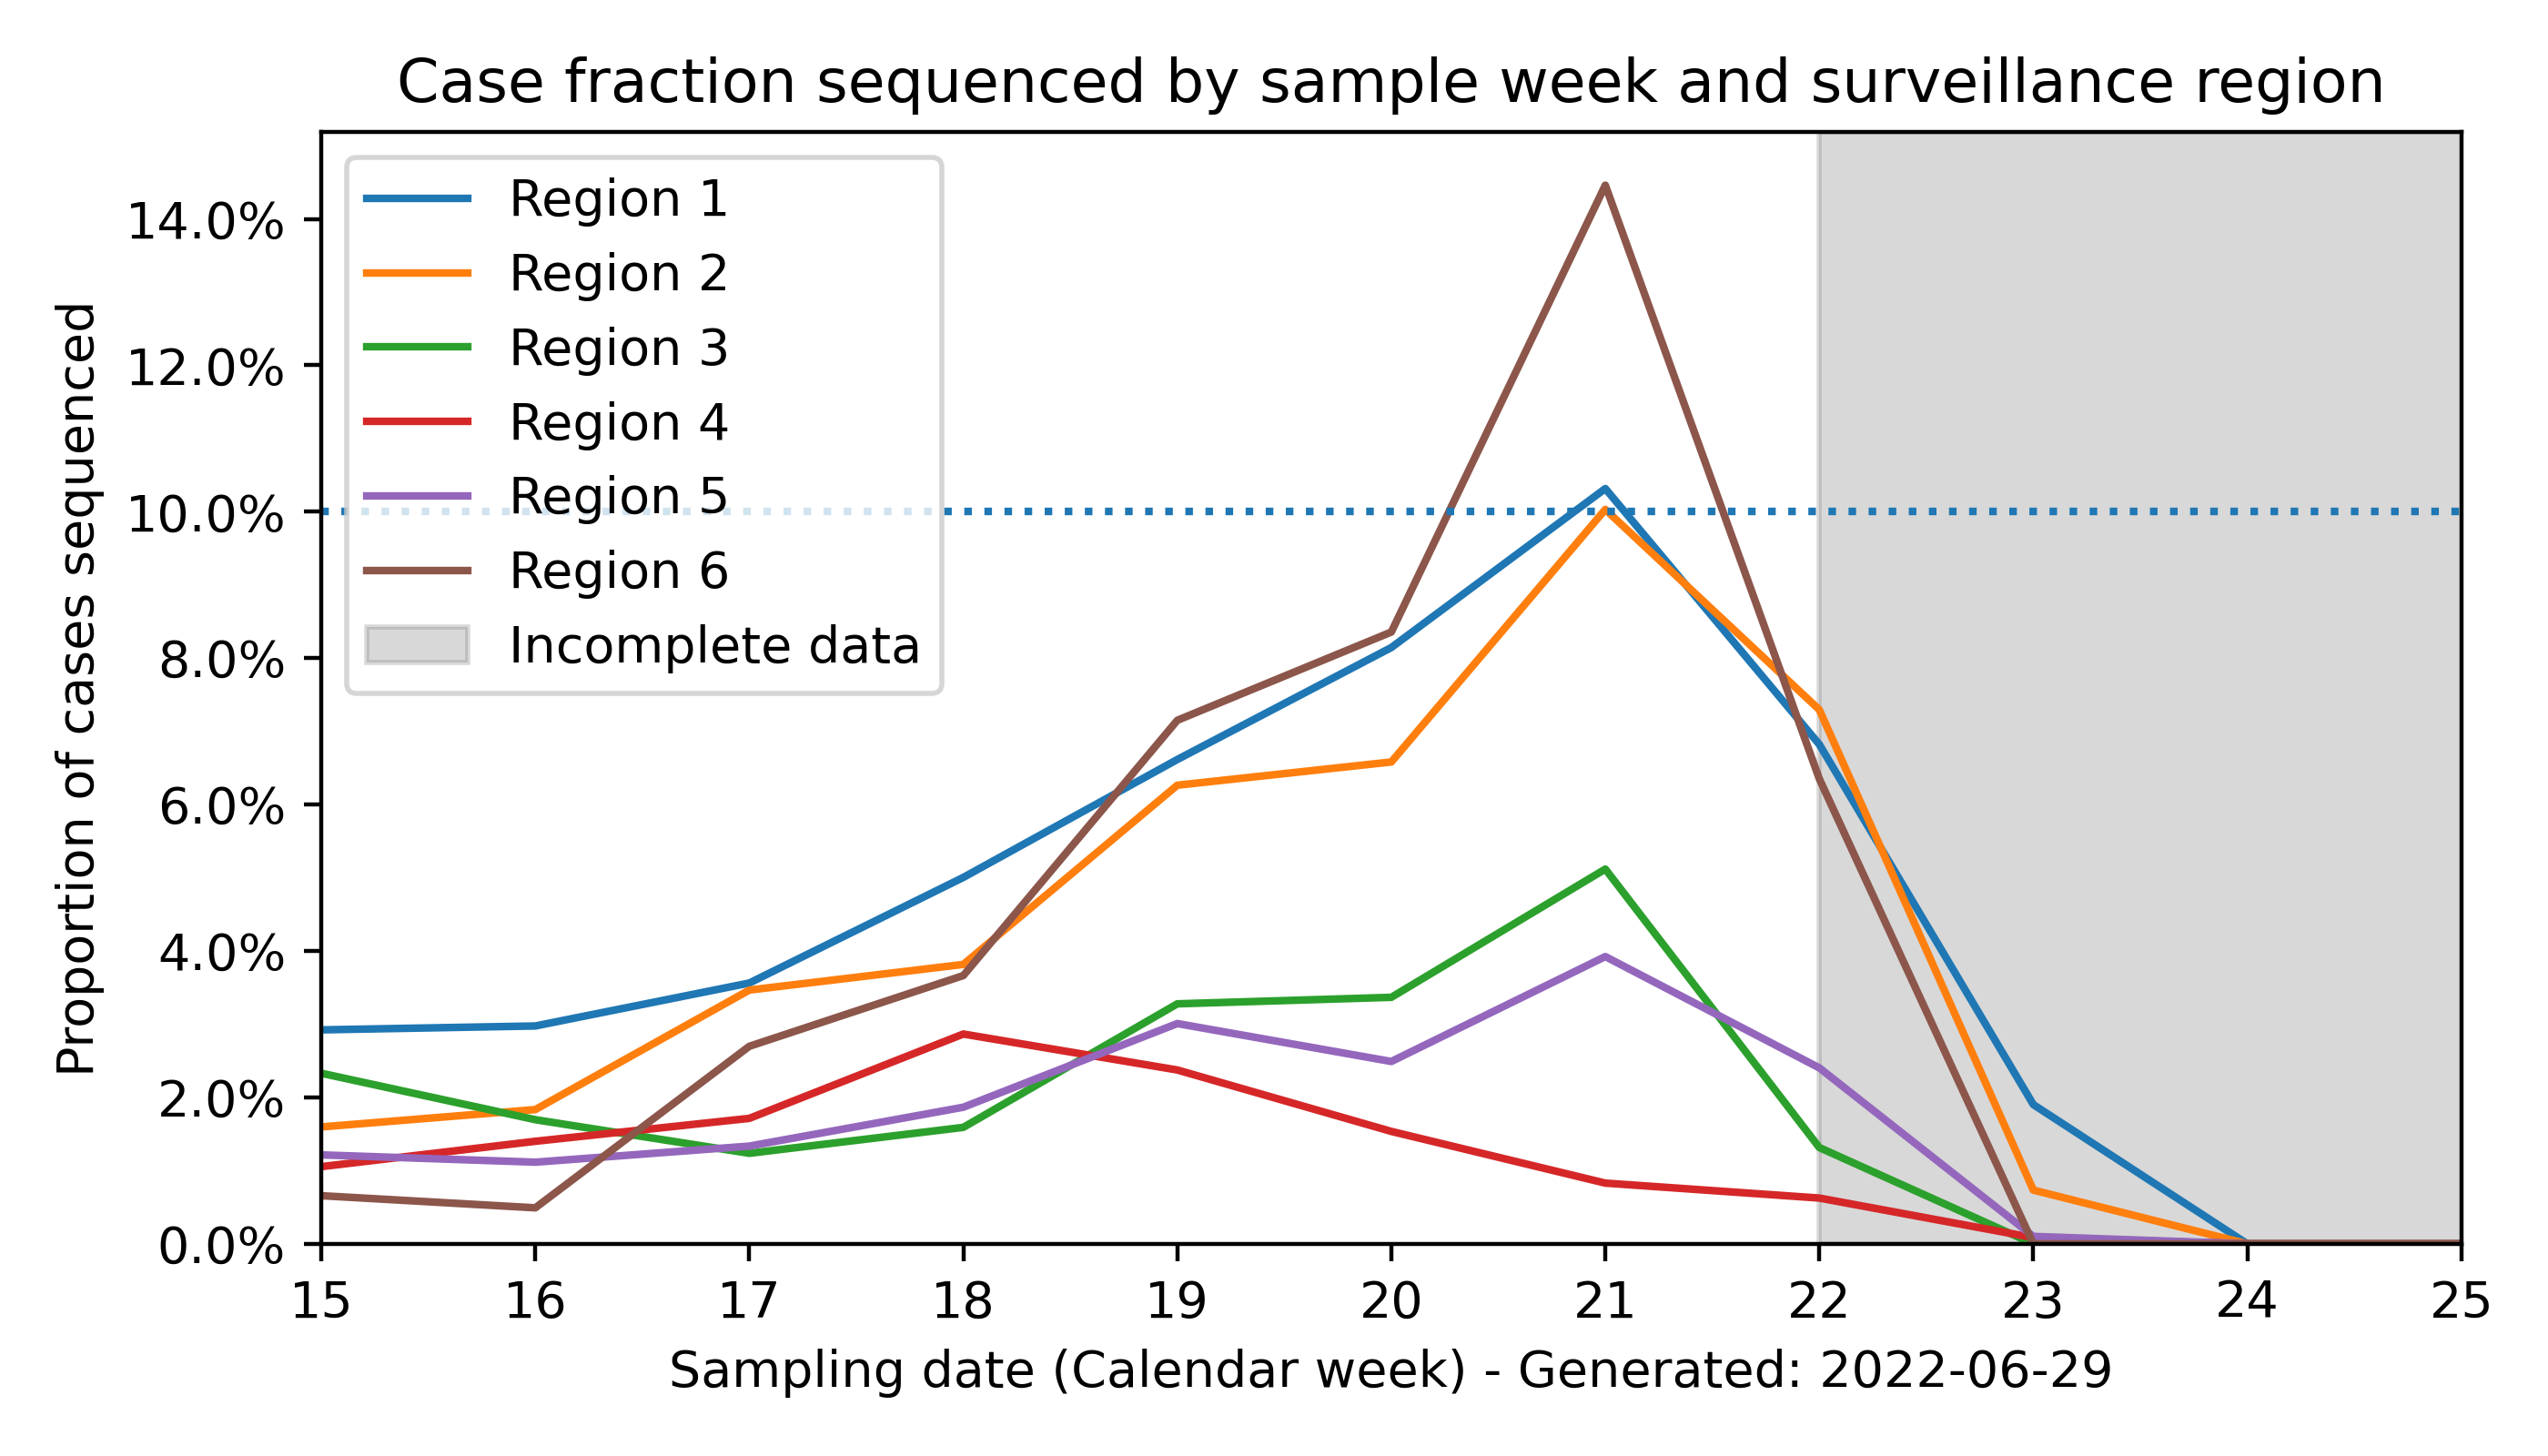 Case fraction sequenced by sample week and surveillance region
Region 1
Region 2
Region 3
Region 4
Region 5
Region 6
Incomplete data
Proportion of cases sequenced
14.0%
12.0%
10.0%
8.0%
6.0%
4.0%
2.0%
0.0%
15 16 17 18 19 20 21 22 23 24 25
Sampling date (Calendar week) - Generated: 2022-06-29